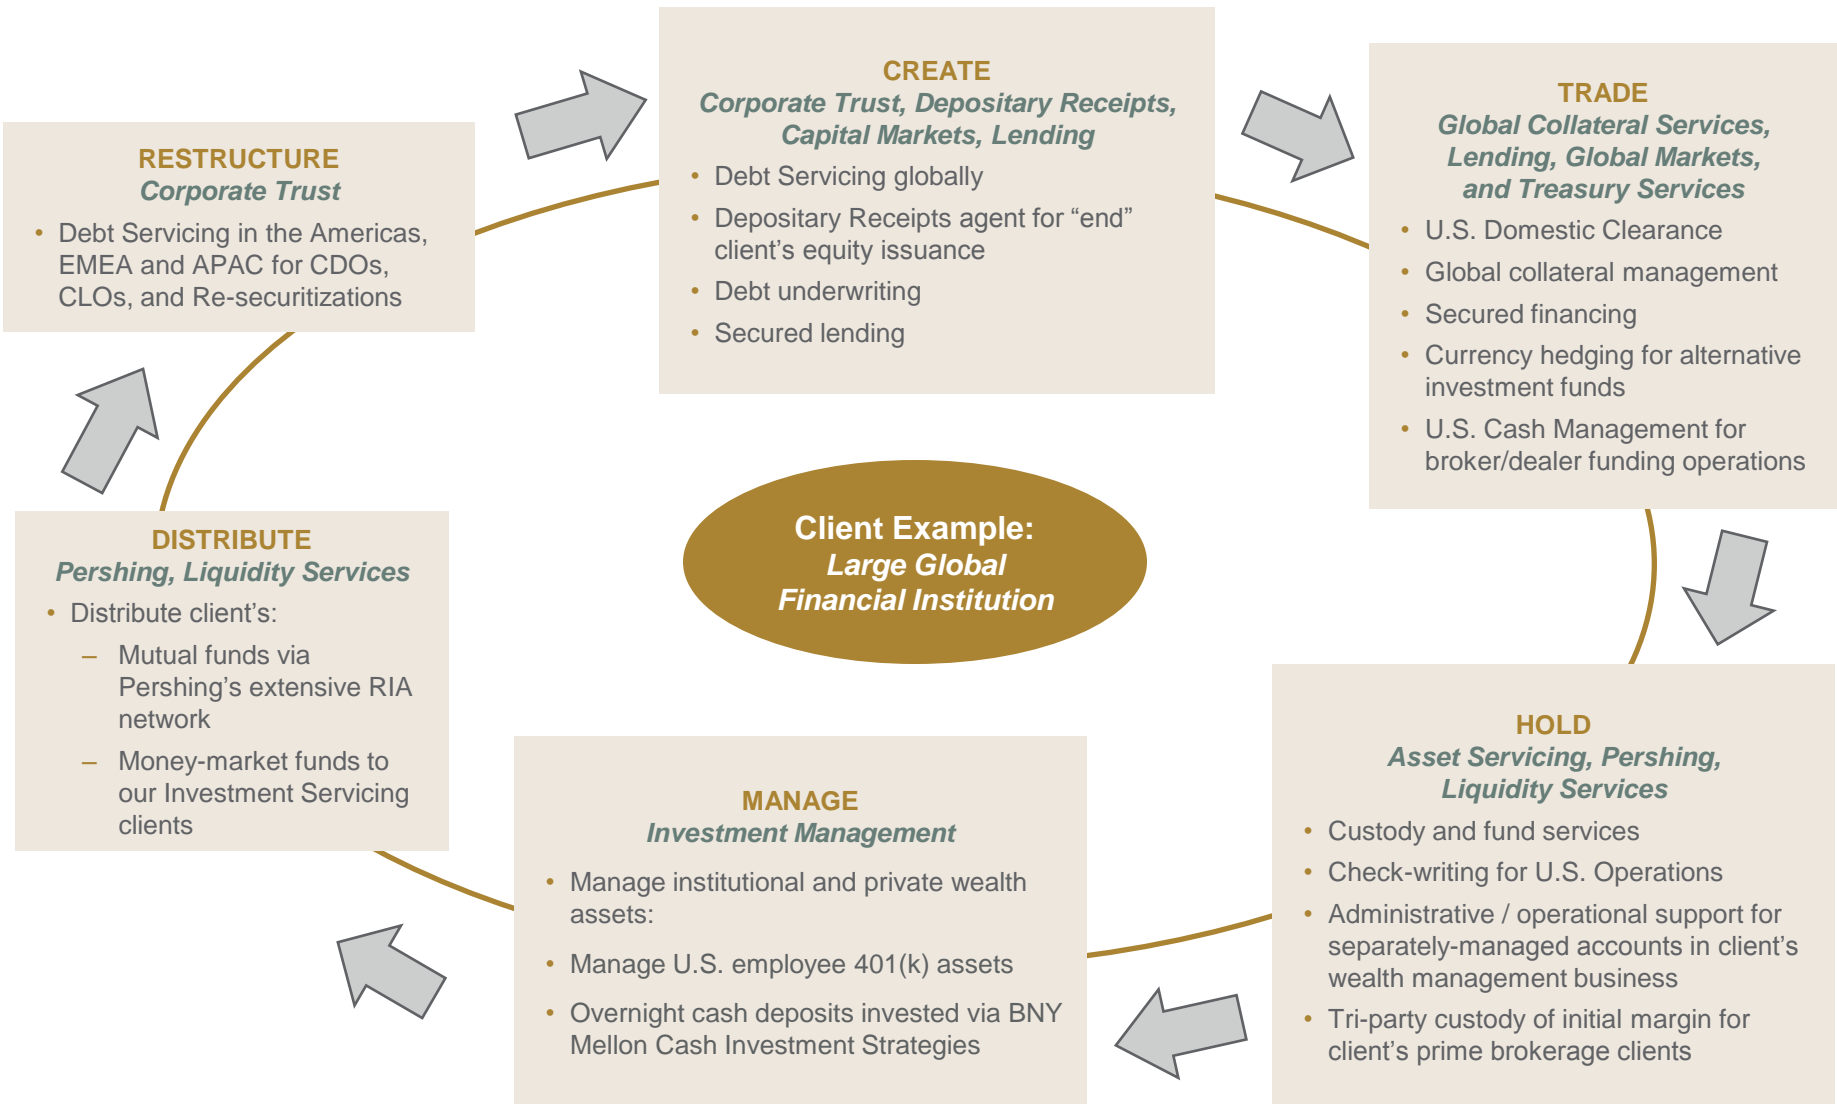 CREATE
Corporate Trust, Depositary Receipts,
Capital Markets, Lending
• Debt Servicing globally
• Depositary Receipts agent for “end”
client’s equity issuance
• Debt underwriting
• Secured lending
TRADE
Global Collateral Services,
Lending, Global Markets,
and Treasury Services
• U.S. Domestic Clearance
• Global collateral management
• Secured financing
• Currency hedging for alternative
investment funds
• U.S. Cash Management for
broker/dealer funding operations
RESTRUCTURE
Corporate Trust
• Debt Servicing in the Americas,
EMEA and APAC for CDOs,
CLOs, and Re-securitizations
Client Example:
Large Global
Financial Institution
DISTRIBUTE
Pershing, Liquidity Services
• Distribute client’s:
– Mutual funds via
Pershing’s extensive RIA
network
– Money-market funds to
our Investment Servicing
clients
MANAGE
Investment Management
• Manage institutional and private wealth
assets:
• Manage U.S. employee 401(k) assets
• Overnight cash deposits invested via BNY
Mellon Cash Investment Strategies
HOLD
Asset Servicing, Pershing,
Liquidity Services
• Custody and fund services
• Check-writing for U.S. Operations
• Administrative / operational support for
separately-managed accounts in client’s
wealth management business
• Tri-party custody of initial margin for
client’s prime brokerage clients